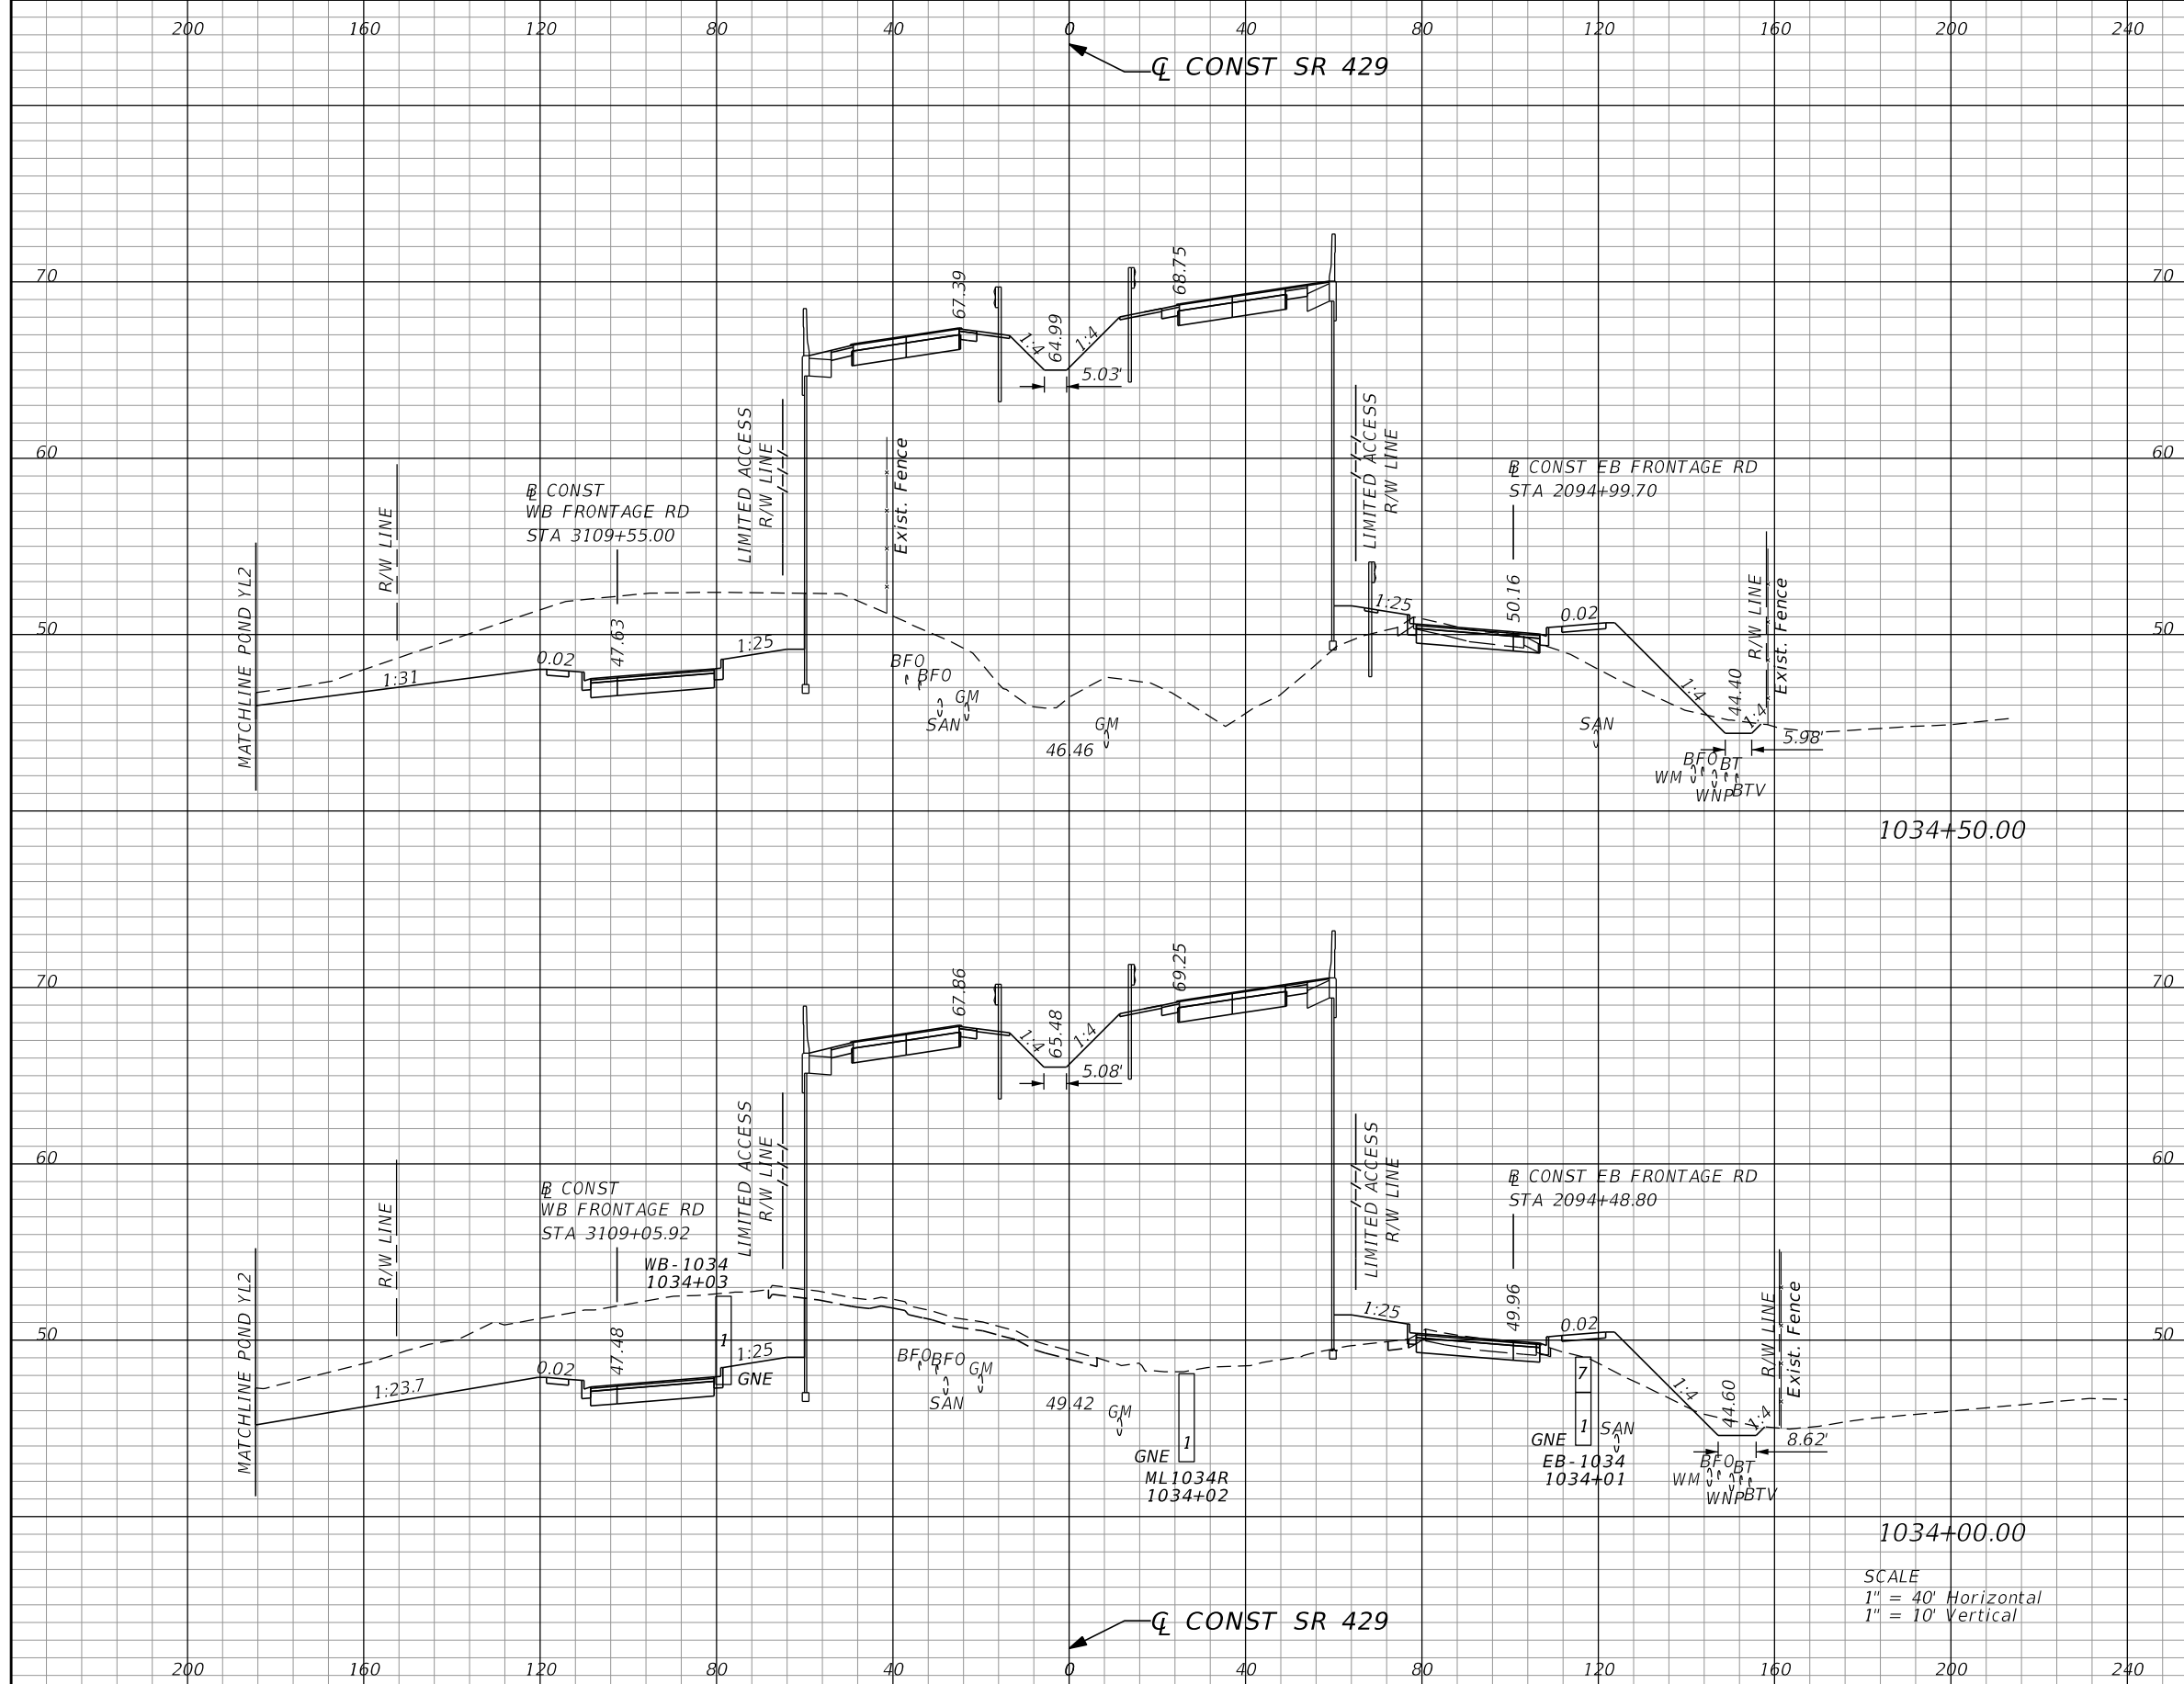 200 160 120 80 40 0 40 80 120 160 200 240
℄ CONST SR 429
70 70
60 60
50 50
67.39
64.99
68.75
1:4
1:4
5.03'
MATCHLINE POND YL2
R/W LINE
℄ CONST
WB FRONTAGE RD
STA 3109+55.00
LIMITED ACCESS
R/W LINE
Exist. Fence
LIMITED ACCESS
R/W LINE
BL CONST EB FRONTAGE RD
STA 2094+99.70
1:31
0.02
47.63
1:25
BFO
BFO
GM
SAN
46.46
GM
1:25
50.16
0.02
1:4
44.40
1:4
R/W LINE
Exist. Fence
5.98'
SAN
BFO
BT
WM
WNP
BTV
1034+50.00
70 70
60 60
50 50
67.86
65.48
69.25
1:4
1:4
5.08'
MATCHLINE POND YL2
R/W LINE
BL CONST
WB FRONTAGE RD
STA 3109+05.92
WB-1034
1034+03
LIMITED ACCESS
R/W LINE
LIMITED ACCESS
R/W LINE
BL CONST EB FRONTAGE RD
STA 2094+48.80
1:23.7
0.02
47.48
1
1:25
GNE
BFO
BFO
GM
SAN
49.42
GM
1
GNE
ML1034R
1034+02
1:25
49.96
0.02
7
1
GNE
EB-1034
1034+01
SAN
1:4
44.60
1:4
R/W LINE
Exist. Fence
8.62'
BFO
BT
WM
WNP
BTV
1034+00.00
SCALE
1" = 40' Horizontal
1" = 10' Vertical
℄ CONST SR 429
200 160 120 80 40 0 40 80 120 160 200 240